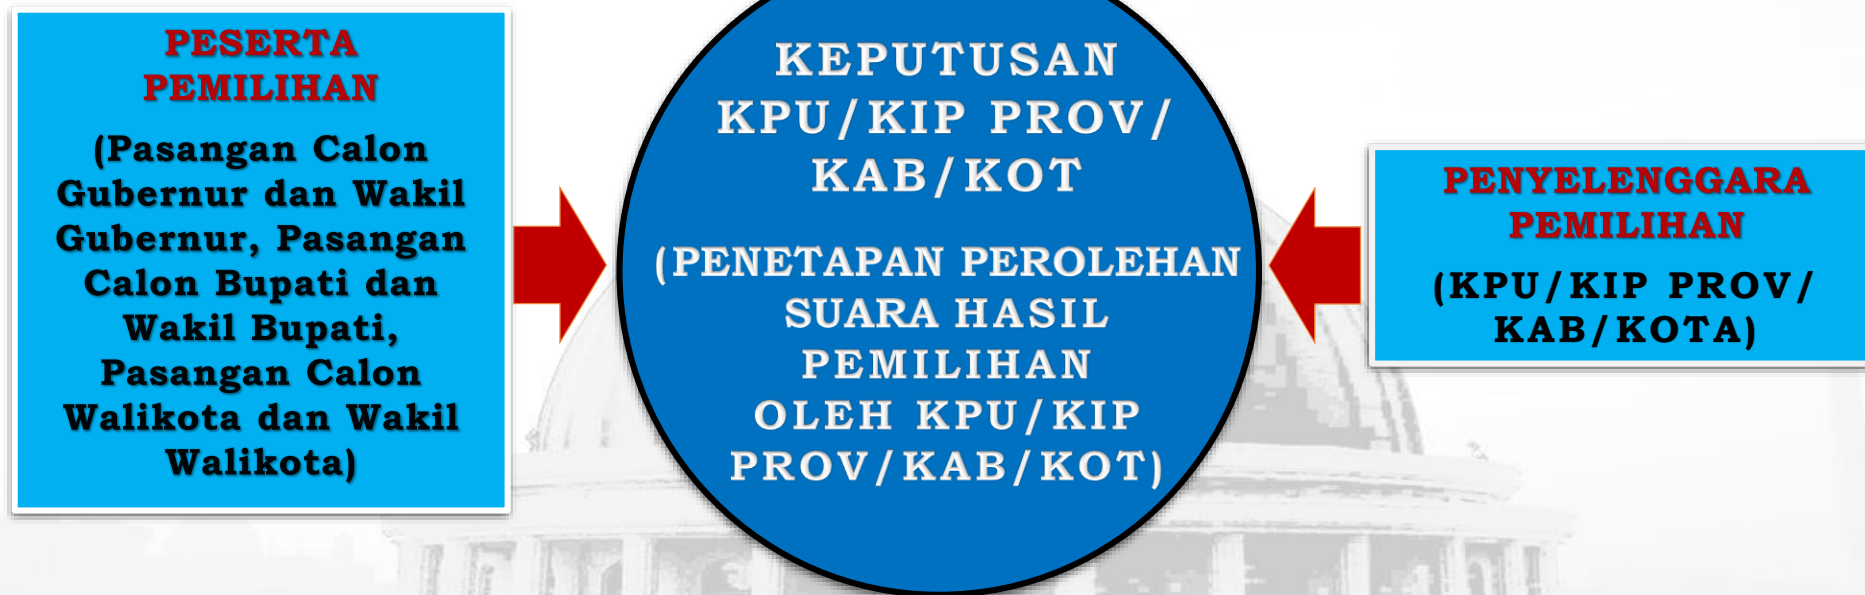 PESERTA
PEMILIHAN
(Pasangan Calon
Gubernur dan Wakil
Gubernur, Pasangan
Calon Bupati dan
Wakil Bupati,
Pasangan Calon
Walikota dan Wakil
Walikota)
KEPUTUSAN
KPU/KIP PROV/
KAB/KOT
(PENETAPAN PEROLEHAN
SUARA HASIL
PEMILIHAN
OLEH KPU/KIP
PROV/KAB/KOT)
PENYELENGGARA
PEMILIHAN
(KPU/KIP PROV/
KAB/KOTA)